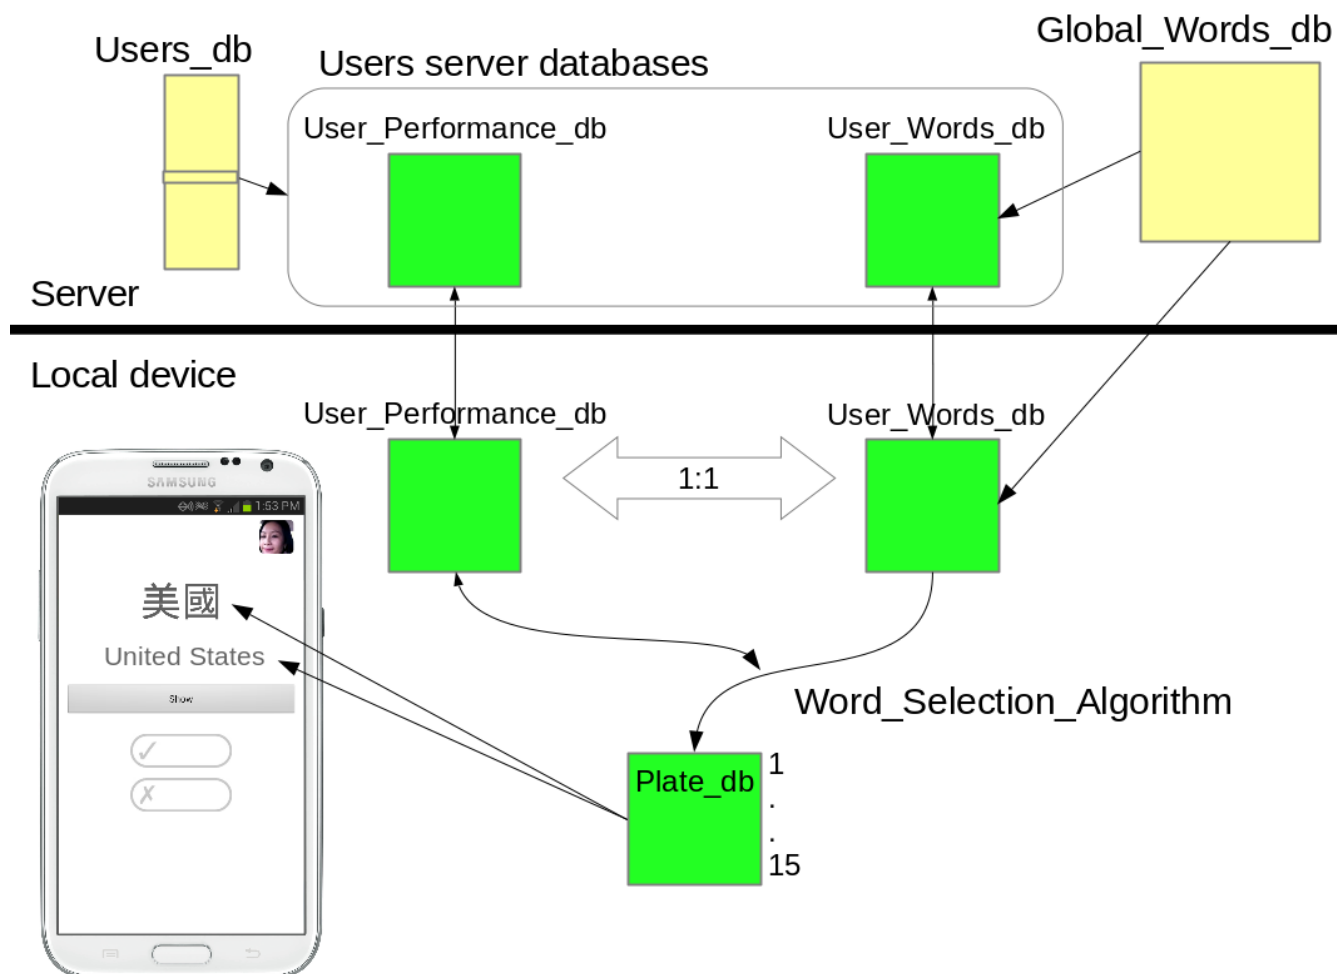 Users_db
Users server databases
Global_Words_db
User_Performance_db
User_Words_db
Server
Local device
User_Performance_db
User_Words_db
1:1
SAMSUNG
1:53 PM
美國
United States
Show
Word_Selection_Algorithm
Plate_db
1
.
.
15